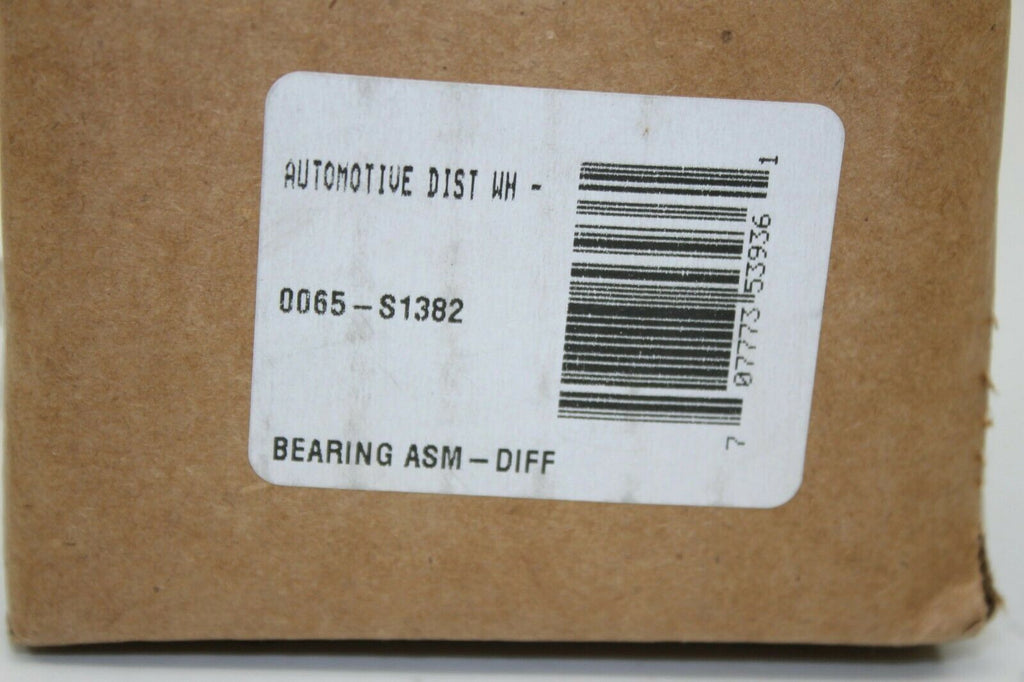 AUTOMOTIVE DIST WH -
0065-S1382
BEARING ASM-DIFF
7 07773 53936 1